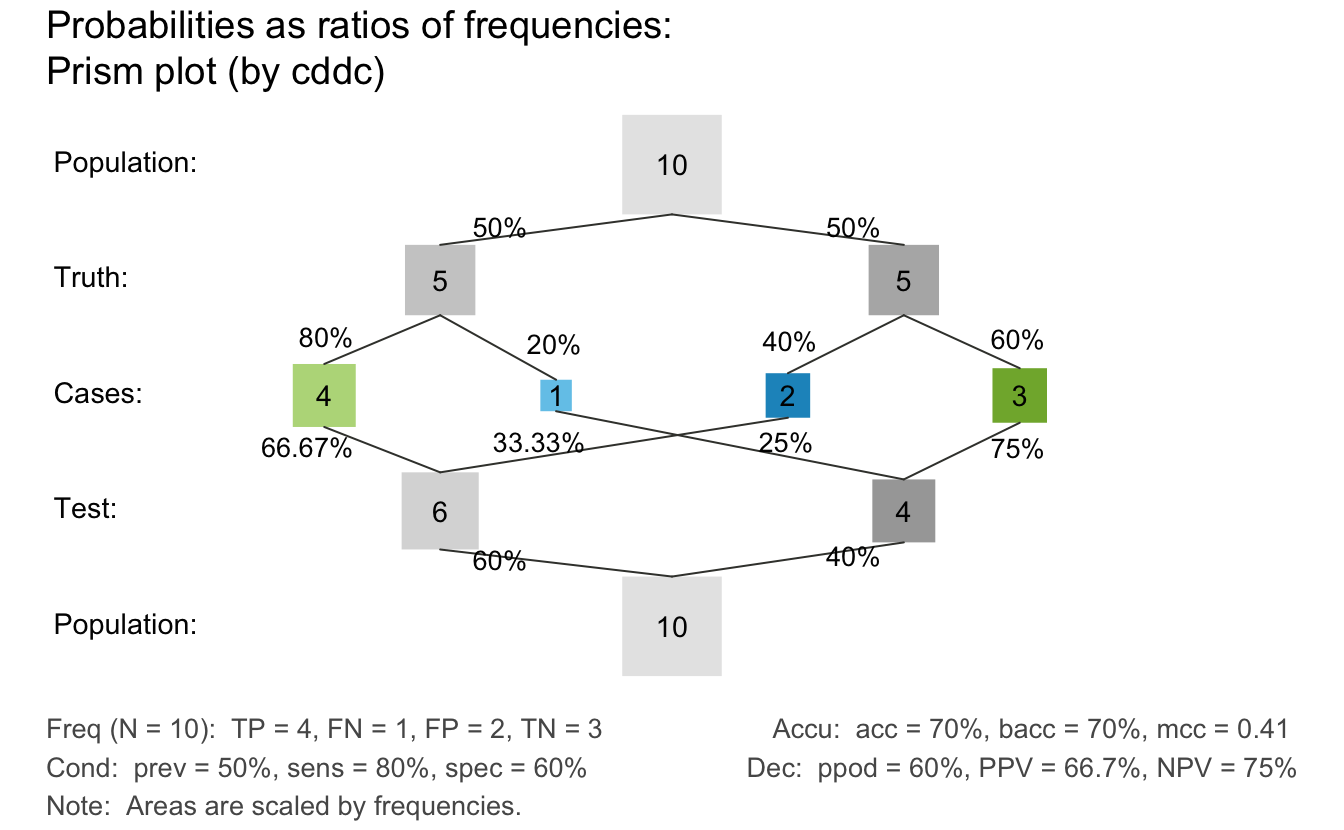 Probabilities as ratios of frequencies:
Prism plot (by cddc)
Population:
10
50%
50%
Truth:
5
5
80%
20%
40%
60%
Cases:
4
1
2
3
66.67%
33.33%
25%
75%
Test:
6
4
60%
40%
Population:
10
Freq (N = 10):  TP = 4, FN = 1, FP = 2, TN = 3
Accu:  acc = 70%, bacc = 70%, mcc = 0.41
Cond:  prev = 50%, sens = 80%, spec = 60%
Dec:  ppod = 60%, PPV = 66.7%, NPV = 75%
Note:  Areas are scaled by frequencies.